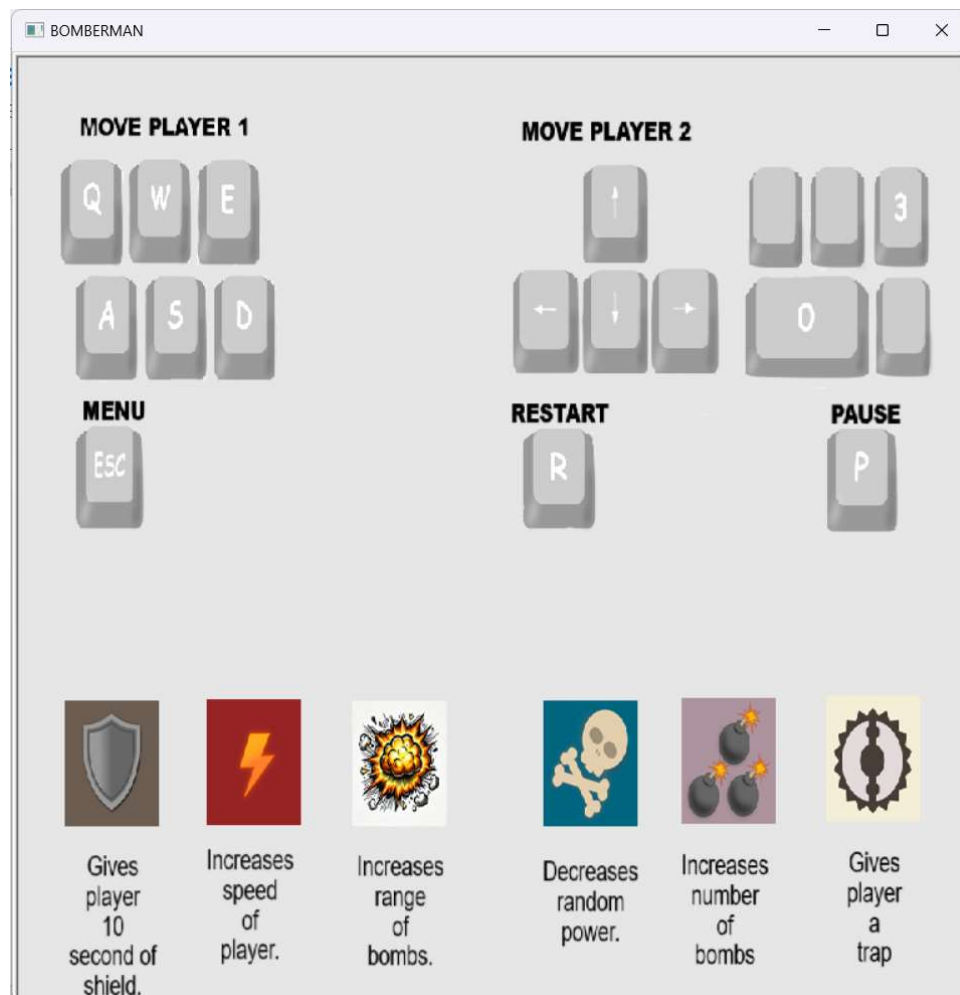 BOMBERMAN
MOVE PLAYER 1
MOVE PLAYER 2
Q W E
3
A S D
0
MENU
RESTART
PAUSE
ESC
R
P
Gives
player
10
second of
shield.
Increases
speed
of
player.
Increases
range
of
bombs.
Decreases
random
power.
Increases
number
of
bombs
Gives
player
a
trap